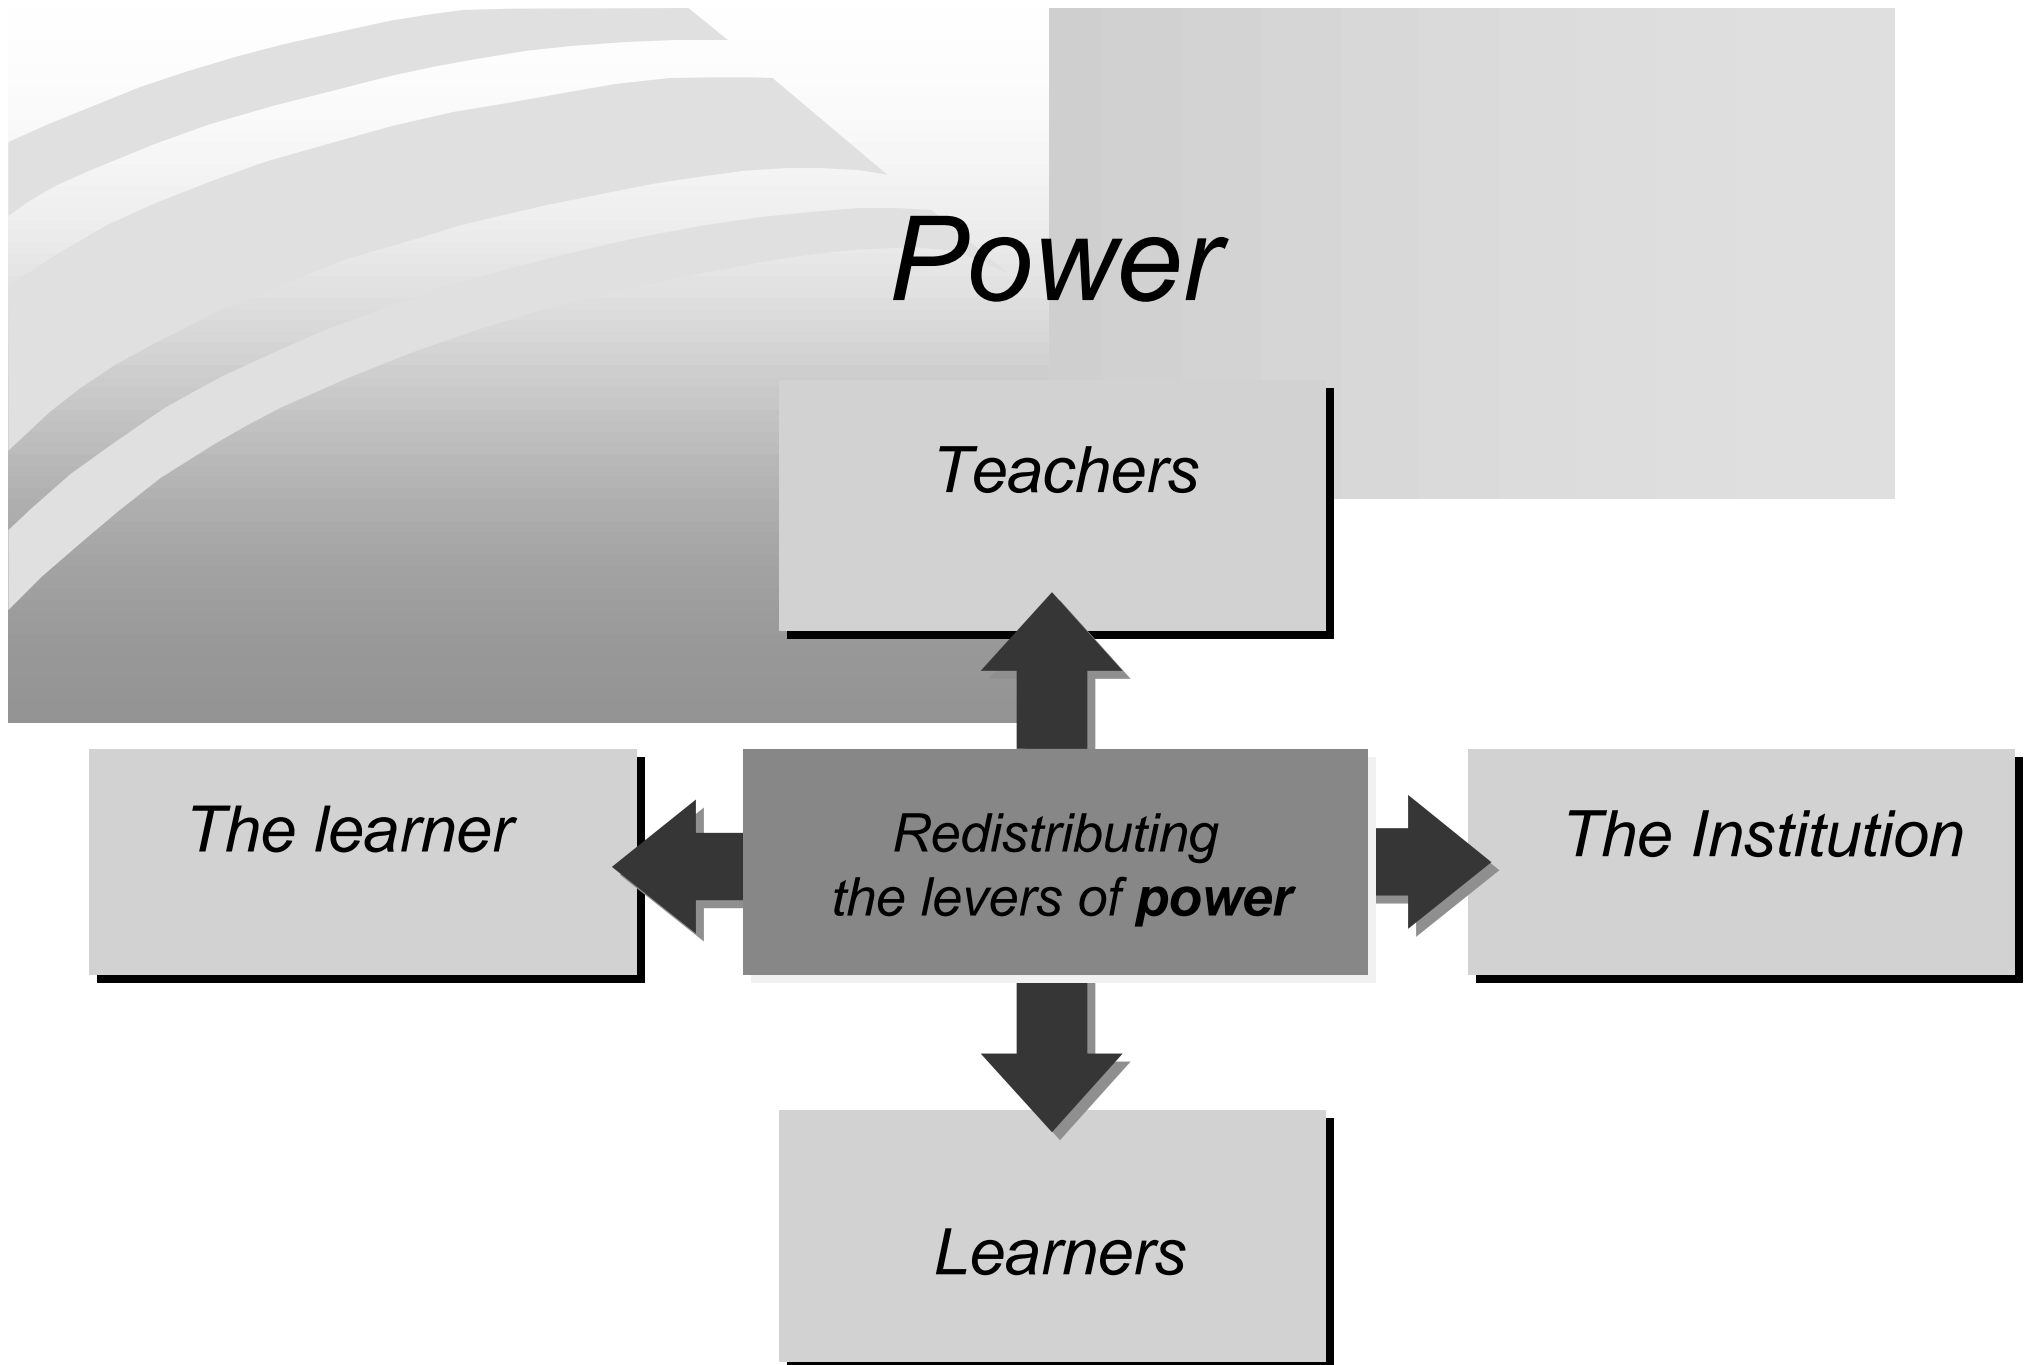 Power
Teachers
The learner
Redistributing
the levers of power
The Institution
Learners